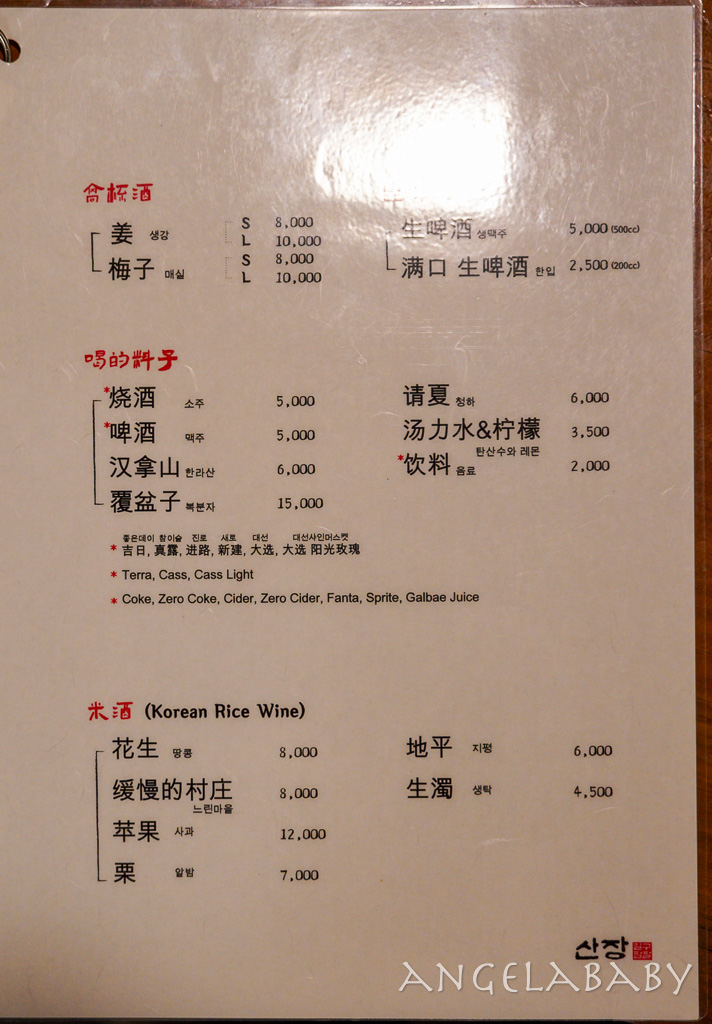 高杯酒
姜 생강 S 8,000
L 10,000
梅子 매실 S 8,000
L 10,000
生啤酒 생맥주 5,000 (500cc)
满口 生啤酒 한입 2,500 (200cc)
喝的料子
*烧酒 소주 5,000
*啤酒 맥주 5,000
汉拿山 한라산 6,000
覆盆子 복분자 15,000
请夏 청하 6,000
汤力水&柠檬 3,500
탄산수와 레몬
*饮料 음료 2,000
좋은데이 참이슬 진로 새로 대선 대선샤인머스켓
* 吉日, 真露, 进路, 新建, 大选, 大选 阳光玫瑰
* Terra, Cass, Cass Light
* Coke, Zero Coke, Cider, Zero Cider, Fanta, Sprite, Galbae Juice
米酒 (Korean Rice Wine)
花生 땅콩 8,000
缓慢的村庄 8,000
느린마을
苹果 사과 12,000
栗 알밤 7,000
地平 지평 6,000
生濁 생탁 4,500
산장
ANGELABABY